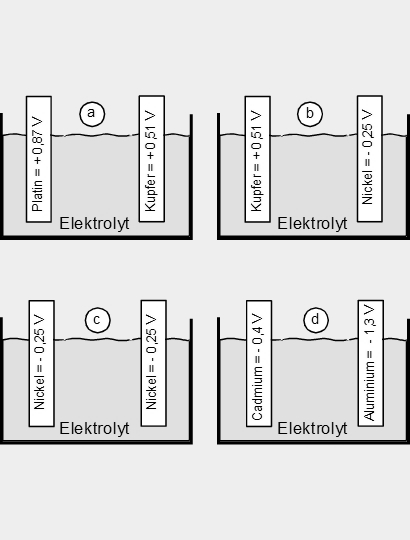 a
Platin = + 0,87 V
Kupfer = + 0,51 V
Elektrolyt
b
Kupfer = + 0,51 V
Nickel = - 0,25 V
Elektrolyt
c
Nickel = - 0,25 V
Nickel = - 0,25 V
Elektrolyt
d
Cadmium = - 0,4 V
Aluminium = - 1,3 V
Elektrolyt